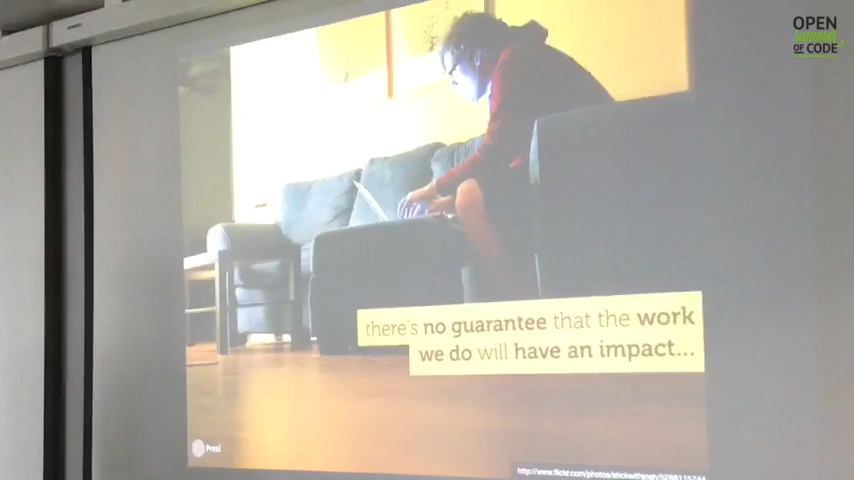 OPEN
summer
OF CODE
there's no guarantee that the work
we do will have an impact...
Prezi